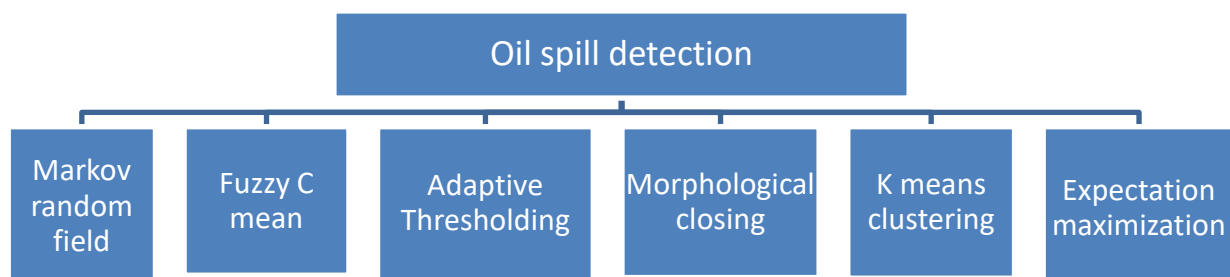 Oil spill detection
Markov
random
field
Fuzzy C
mean
Adaptive
Thresholding
Morphological
closing
K means
clustering
Expectation
maximization